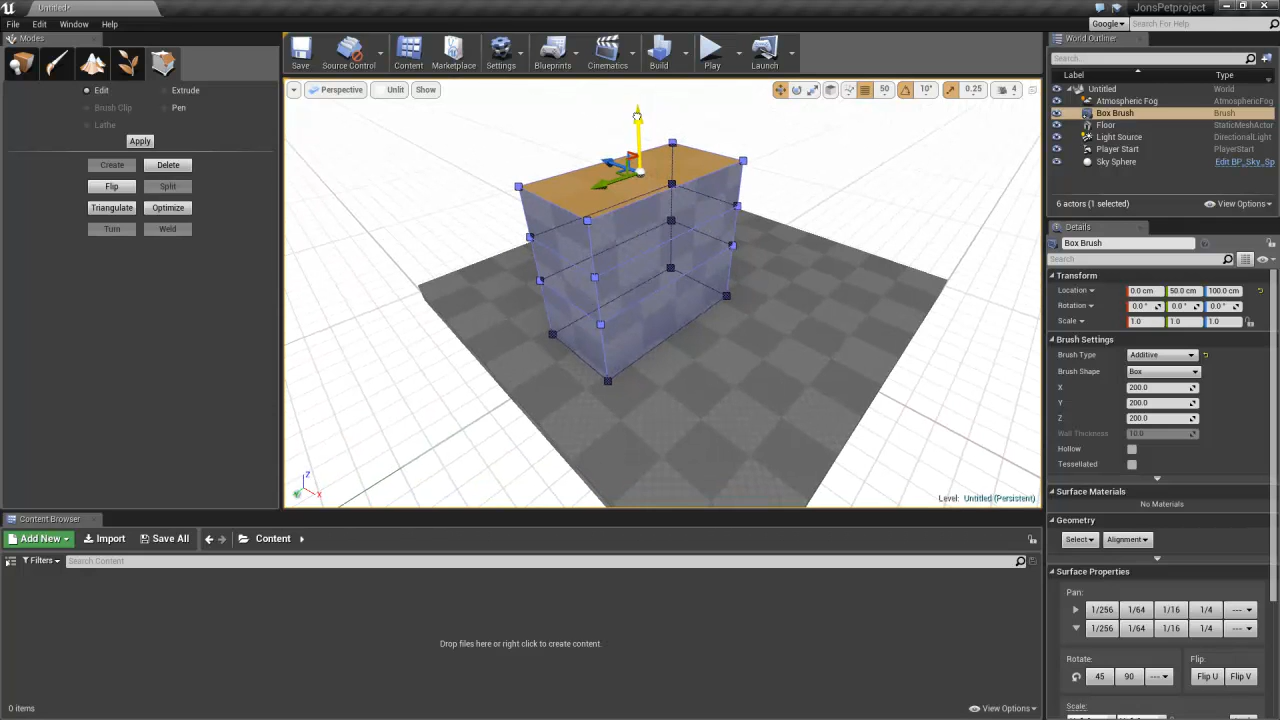 Untitled*
JonsPetproject
File Edit Window Help
Google Search For Help
Modes
World Outliner
Edit Extrude
Brush Clip Pen
Lathe
Apply
Create Delete
Flip Split
Triangulate Optimize
Turn Weld
Save Source Control Content Marketplace Settings Blueprints Cinematics Build Play Launch
Perspective Unlit Show
50 10° 0.25 4
Z
X
Level: Untitled (Persistent)
Search...
Label Type
Untitled World
Atmospheric Fog AtmosphericFog
Box Brush Brush
Floor StaticMeshActor
Light Source DirectionalLight
Player Start PlayerStart
Sky Sphere Edit BP_Sky_Sp
6 actors (1 selected) View Options
Details
Box Brush
Search
Transform
Location 0.0 cm 50.0 cm 100.0 cm
Rotation 0.0 ° 0.0 ° 0.0 °
Scale 1.0 1.0 1.0
Brush Settings
Brush Type Additive
Brush Shape Box
X 200.0
Y 200.0
Z 200.0
Wall Thickness 10.0
Hollow
Tessellated
Surface Materials
No Materials
Geometry
Select Alignment
Surface Properties
Pan:
1/256 1/64 1/16 1/4 ---
1/256 1/64 1/16 1/4 ---
Rotate: Flip:
45 90 --- Flip U Flip V
Scale:
Content Browser
Add New Import Save All Content
Filters Search Content
Drop files here or right click to create content.
0 items View Options